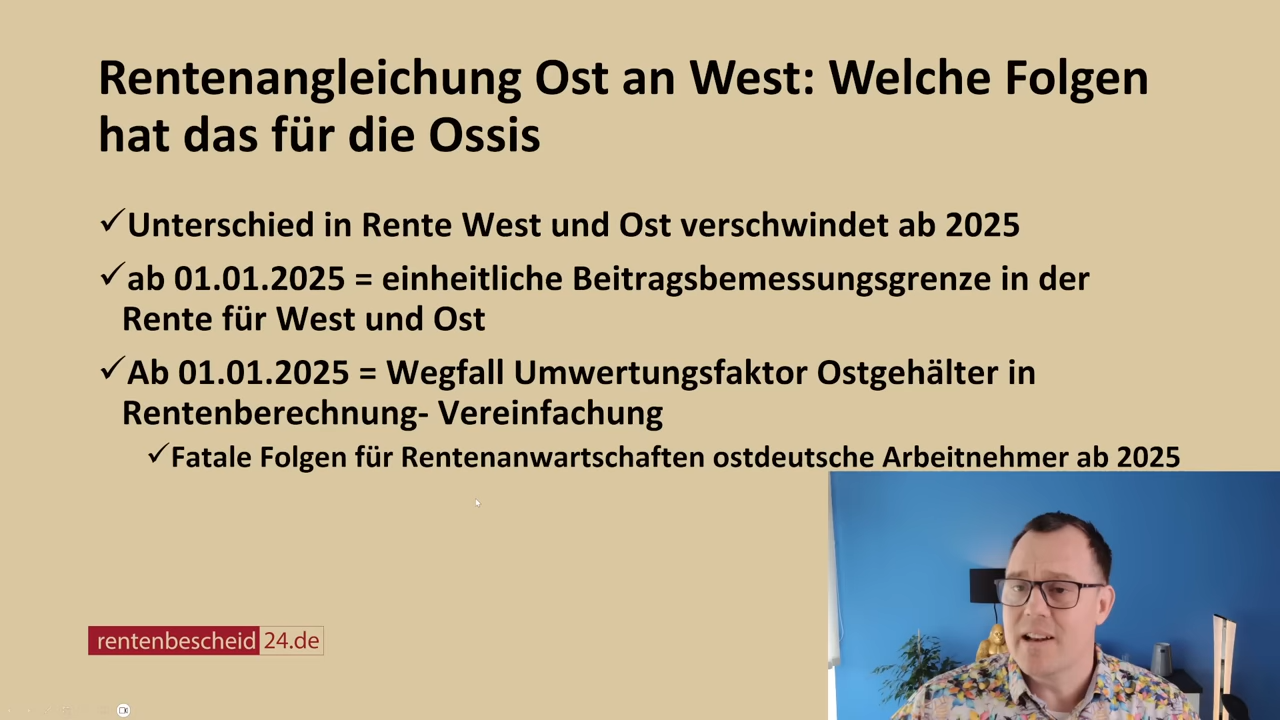 Rentenangleichung Ost an West: Welche Folgen
hat das für die Ossis
✓Unterschied in Rente West und Ost verschwindet ab 2025
✓ab 01.01.2025 = einheitliche Beitragsbemessungsgrenze in der
Rente für West und Ost
✓Ab 01.01.2025 = Wegfall Umwertungsfaktor Ostgehälter in
Rentenberechnung- Vereinfachung
✓Fatale Folgen für Rentenanwartschaften ostdeutsche Arbeitnehmer ab 2025
rentenbescheid 24.de